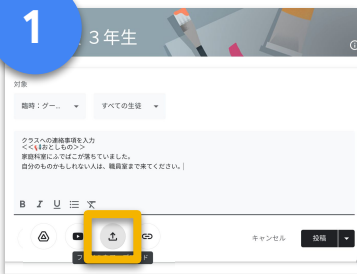 1
3年生
対象
臨時：グー...
すべての生徒
クラスへの連絡事項を入力
<<📢おとしもの>>
家庭科室にふでばこが落ちていました。
自分のものかもしれない人は、職員室まで来てください。
B I U
キャンセル
投稿